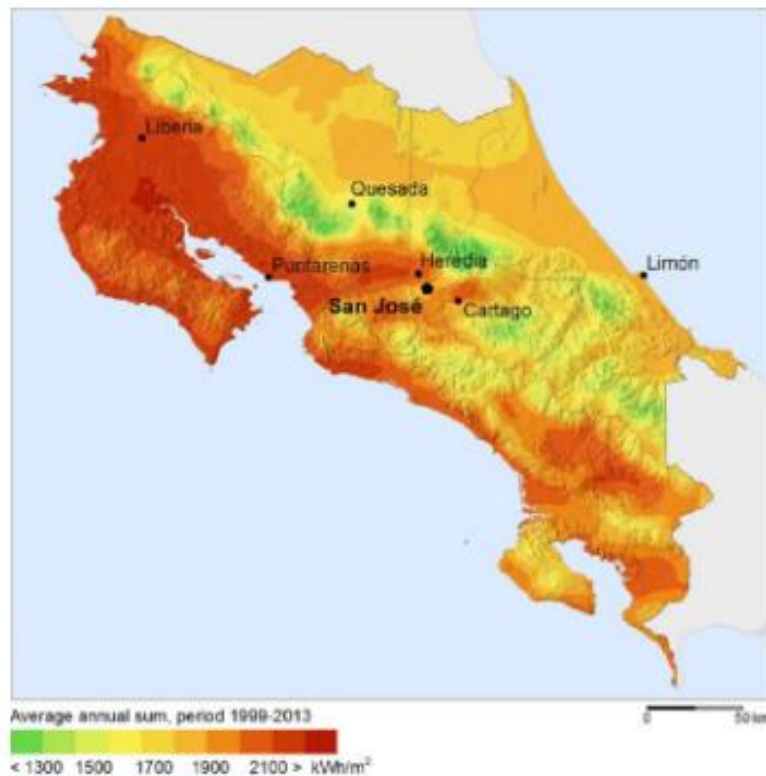 Liberia
Quesada
Puntarenas
Heredia
Limón
San José
Cartago
Average annual sum, period 1999-2013
0 50 km
< 1300 1500 1700 1900 2100 > kWh/m²